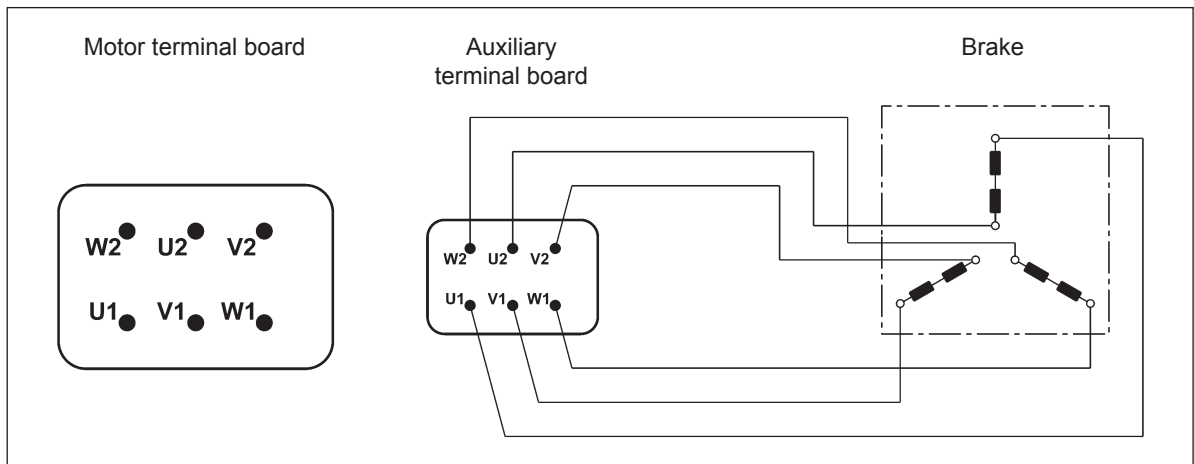 Motor terminal board
Auxiliary
terminal board
Brake
W2 U2 V2
U1 V1 W1
W2 U2 V2
U1 V1 W1